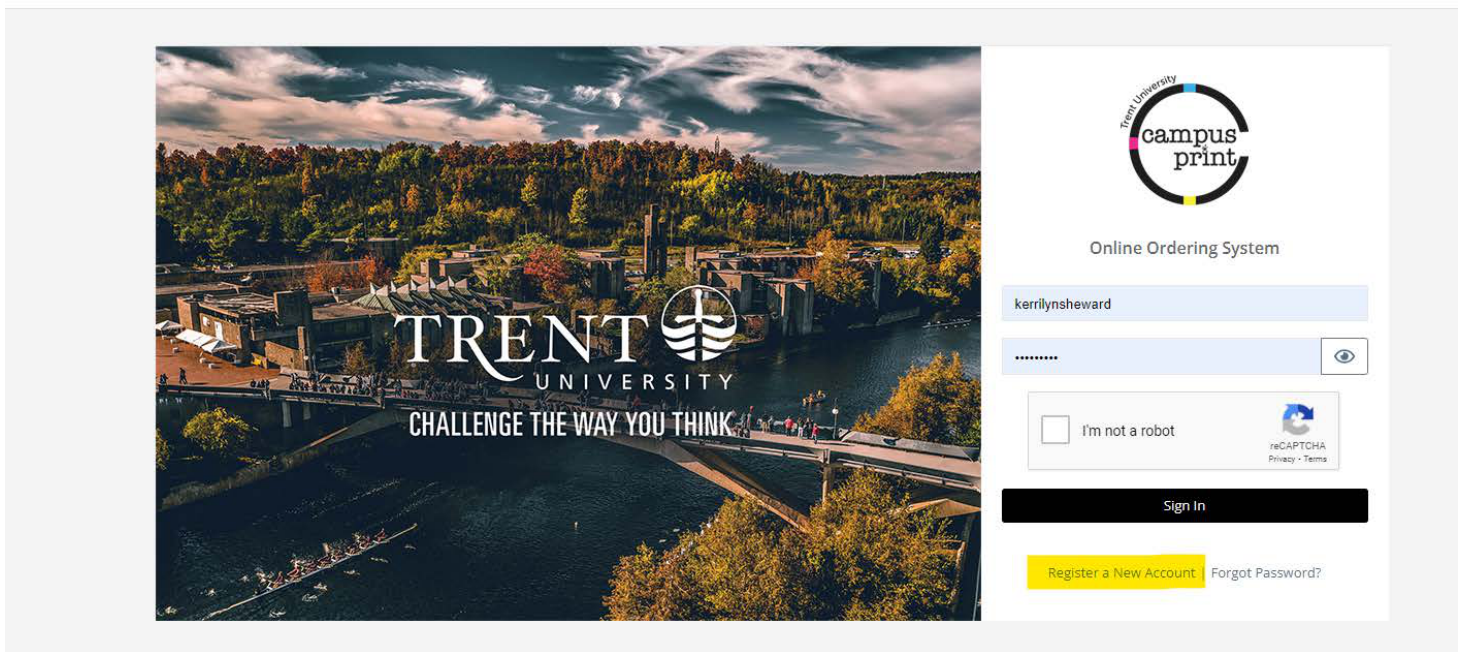 TRENT
UNIVERSITY
CHALLENGE THE WAY YOU THINK
Trent University
campus
print
Online Ordering System
kerrilynsheward
•••••••••
I'm not a robot
reCAPTCHA
Privacy - Terms
Sign In
Register a New Account | Forgot Password?